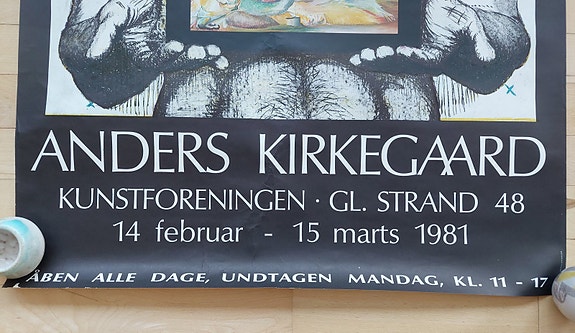 ANDERS KIRKEGAARD
KUNSTFORENINGEN · GL. STRAND 48
14 februar - 15 marts 1981
ÅBEN ALLE DAGE, UNDTAGEN MANDAG, KL. 11 - 17